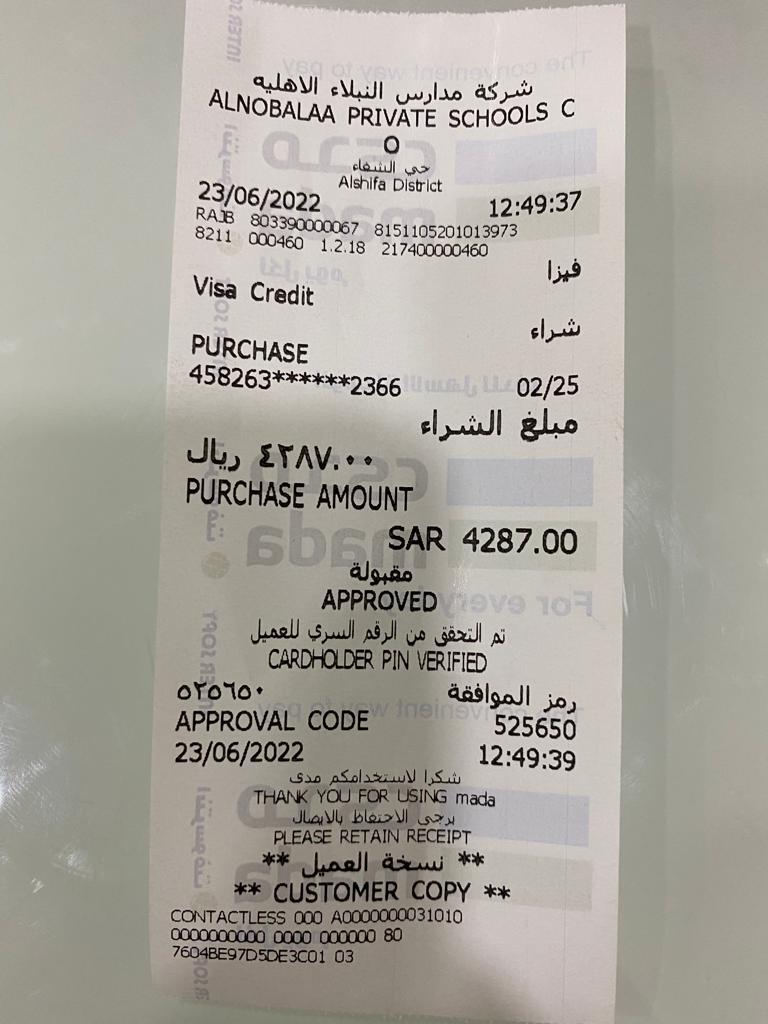 شركة مدارس النبلاء الاهليه
ALNOBALAA PRIVATE SCHOOLS C
O
حي الشفاء
Alshifa District
23/06/2022 12:49:37
RAJB 803390000067 8151105201013973
8211 000460 1.2.18 217400000460
فيزا
Visa Credit
شراء
PURCHASE
458263******2366 02/25
مبلغ الشراء
٤٢٨٧.٠٠ ريال
PURCHASE AMOUNT
SAR 4287.00
مقبولة
APPROVED
تم التحقق من الرقم السري للعميل
CARDHOLDER PIN VERIFIED
رمز الموافقة ٥٢٥٦٥٠
APPROVAL CODE 525650
23/06/2022 12:49:39
شكرا لاستخدامكم مدى
THANK YOU FOR USING mada
يرجى الاحتفاظ بالايصال
PLEASE RETAIN RECEIPT
** نسخة العميل **
** CUSTOMER COPY **
CONTACTLESS 000 A0000000031010
0000000000 0000 000000 80
7604BE97D5DE3C01 03